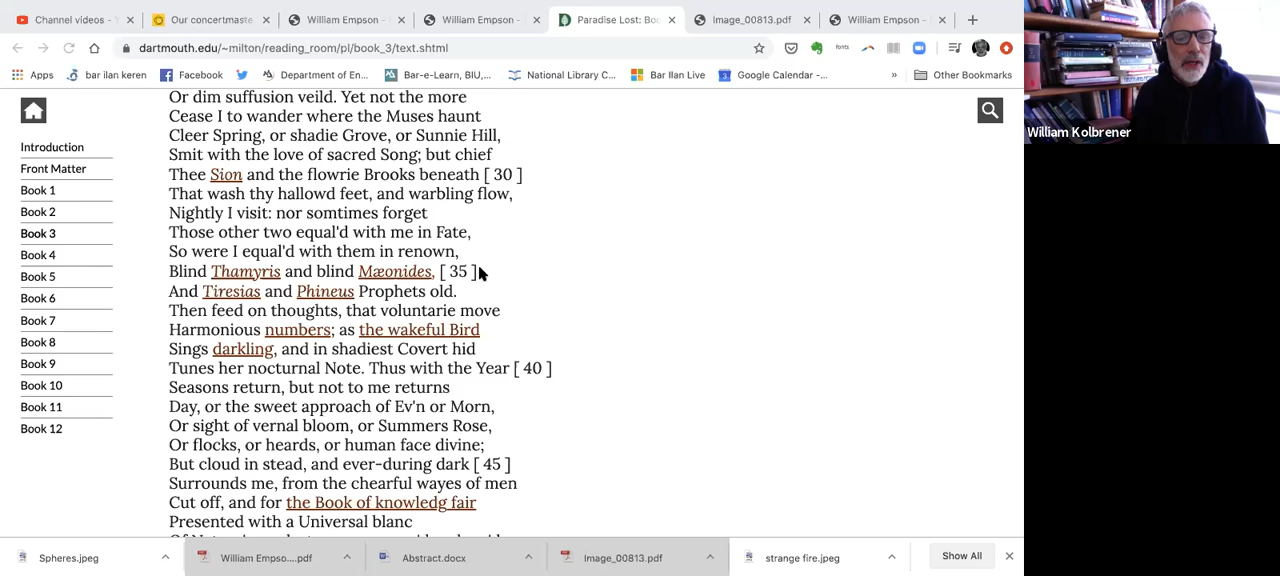 Channel videos - Y
Our concertmaste
William Empson -
William Empson -
Paradise Lost: Boo
Image_00813.pdf
William Empson -
dartmouth.edu/~milton/reading_room/pl/book_3/text.shtml
fonts
Apps
bar ilan keren
Facebook
Department of En...
Bar-e-Learn, BIU,...
National Library C...
Bar Ilan Live
Google Calendar -...
»
Other Bookmarks
William Kolbrener
Introduction
Front Matter
Book 1
Book 2
Book 3
Book 4
Book 5
Book 6
Book 7
Book 8
Book 9
Book 10
Book 11
Book 12
Or dim suffusion veild. Yet not the more
Cease I to wander where the Muses haunt
Cleer Spring, or shadie Grove, or Sunnie Hill,
Smit with the love of sacred Song; but chief
Thee Sion and the flowrie Brooks beneath [ 30 ]
That wash thy hallowd feet, and warbling flow,
Nightly I visit: nor somtimes forget
Those other two equal'd with me in Fate,
So were I equal'd with them in renown,
Blind Thamyris and blind Mæonides, [ 35 ]
And Tiresias and Phineus Prophets old.
Then feed on thoughts, that voluntarie move
Harmonious numbers; as the wakeful Bird
Sings darkling, and in shadiest Covert hid
Tunes her nocturnal Note. Thus with the Year [ 40 ]
Seasons return, but not to me returns
Day, or the sweet approach of Ev'n or Morn,
Or sight of vernal bloom, or Summers Rose,
Or flocks, or heards, or human face divine;
But cloud in stead, and ever-during dark [ 45 ]
Surrounds me, from the chearful wayes of men
Cut off, and for the Book of knowledg fair
Presented with a Universal blanc
Spheres.jpeg
William Empso....pdf
Abstract.docx
Image_00813.pdf
strange fire.jpeg
Show All